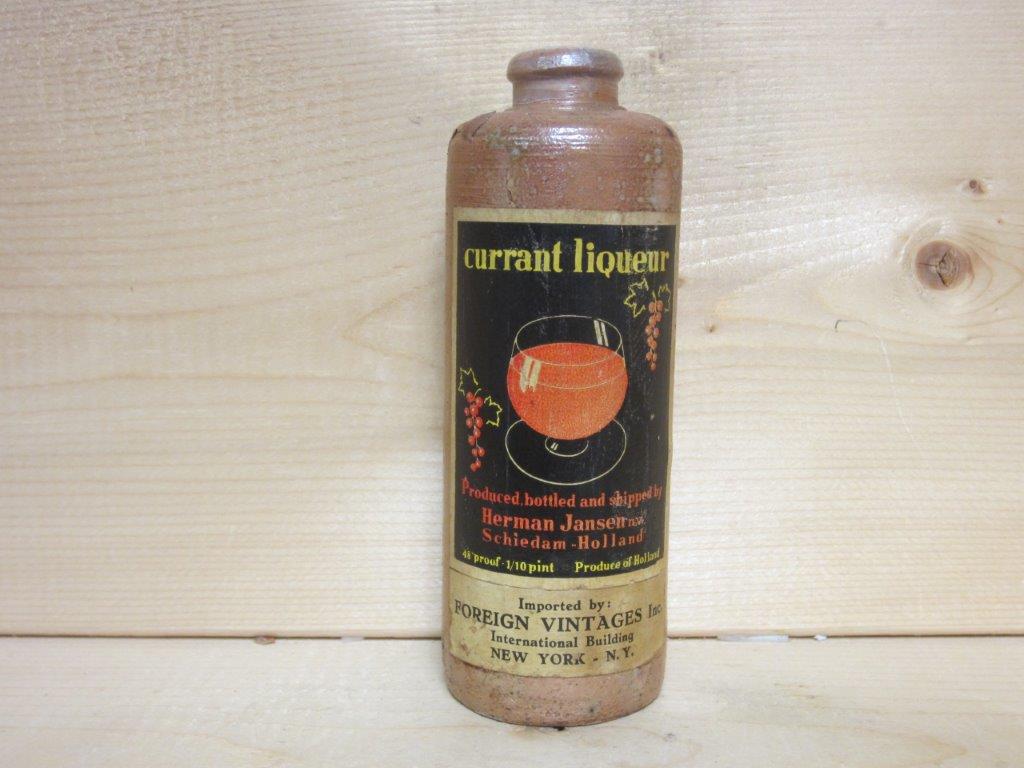 currant liqueur
Produced, bottled and shipped by
Herman Jansen n.v.
Schiedam - Holland
48 proof - 1/10 pint Produce of Holland
Imported by:
FOREIGN VINTAGES Inc.
International Building
NEW YORK - N.Y.